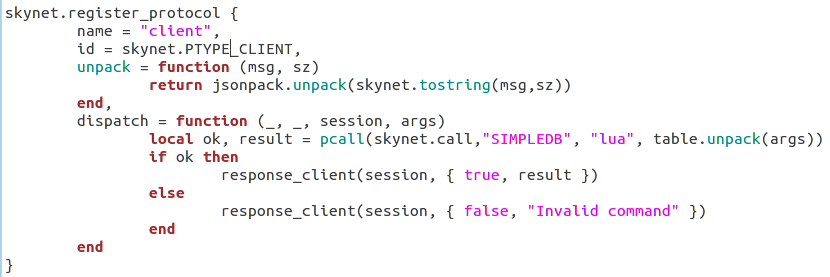 skynet.register_protocol {
        name = "client",
        id = skynet.PTYPE_CLIENT,
        unpack = function (msg, sz)
                return jsonpack.unpack(skynet.tostring(msg,sz))
        end,
        dispatch = function (_, _, session, args)
                local ok, result = pcall(skynet.call,"SIMPLEDB", "lua", table.unpack(args))
                if ok then
                        response_client(session, { true, result })
                else
                        response_client(session, { false, "Invalid command" })
                end
        end
}